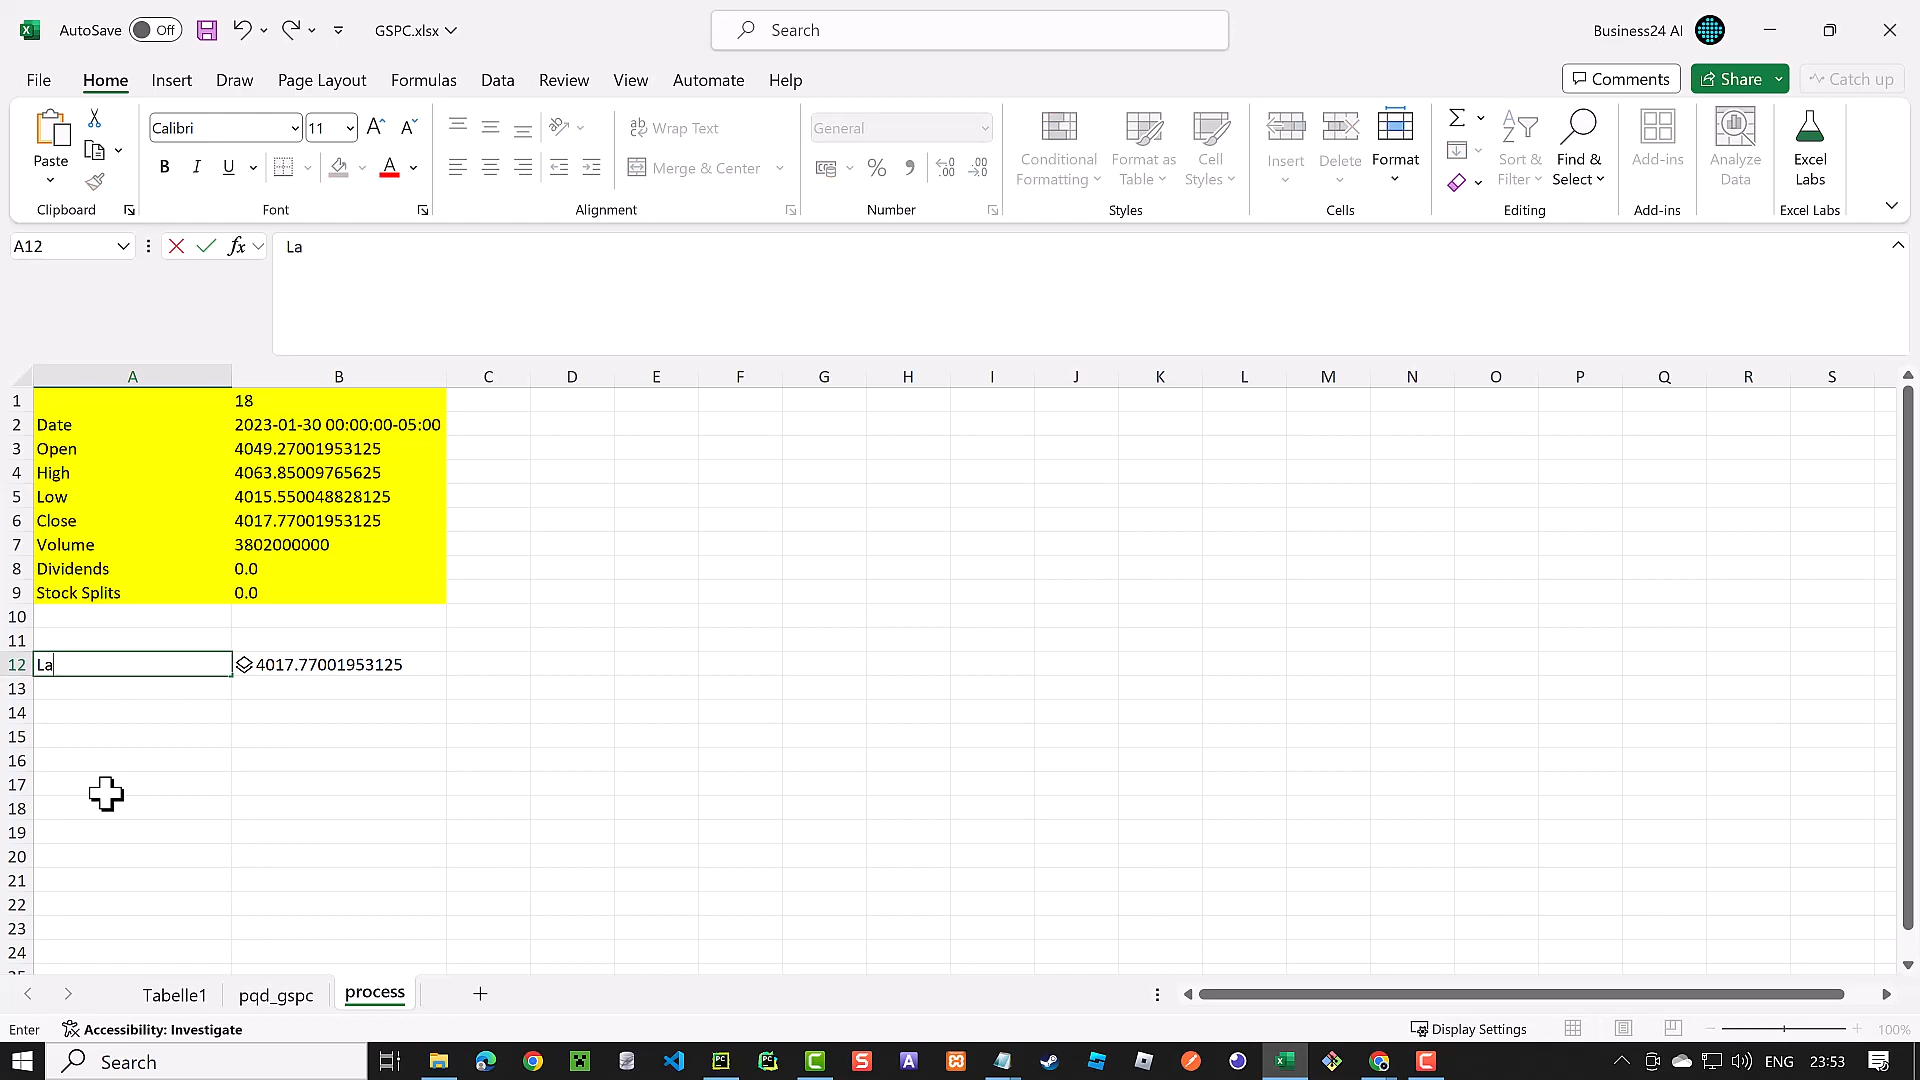 AutoSave Off GSPC.xlsx Search Business24 AI
File Home Insert Draw Page Layout Formulas Data Review View Automate Help Comments Share Catch up
Paste
Clipboard
Calibri 11
B I U A
Font
Wrap Text
Merge & Center
Alignment
General
Number
Conditional Formatting
Format as Table
Cell Styles
Styles
Insert Delete Format
Cells
Sort & Filter
Find & Select
Editing
Add-ins
Add-ins
Analyze Data
Excel Labs
Excel Labs
A12 fx La
A B C D E F G H I J K L M N O P Q R S
1 18
2 Date 2023-01-30 00:00:00-05:00
3 Open 4049.27001953125
4 High 4063.85009765625
5 Low 4015.550048828125
6 Close 4017.77001953125
7 Volume 3802000000
8 Dividends 0.0
9 Stock Splits 0.0
10
11
12 La 4017.77001953125
13
14
15
16
17
18
19
20
21
22
23
24
Tabelle1 pqd_gspc process
Enter Accessibility: Investigate Display Settings 100%
Search ENG 23:53